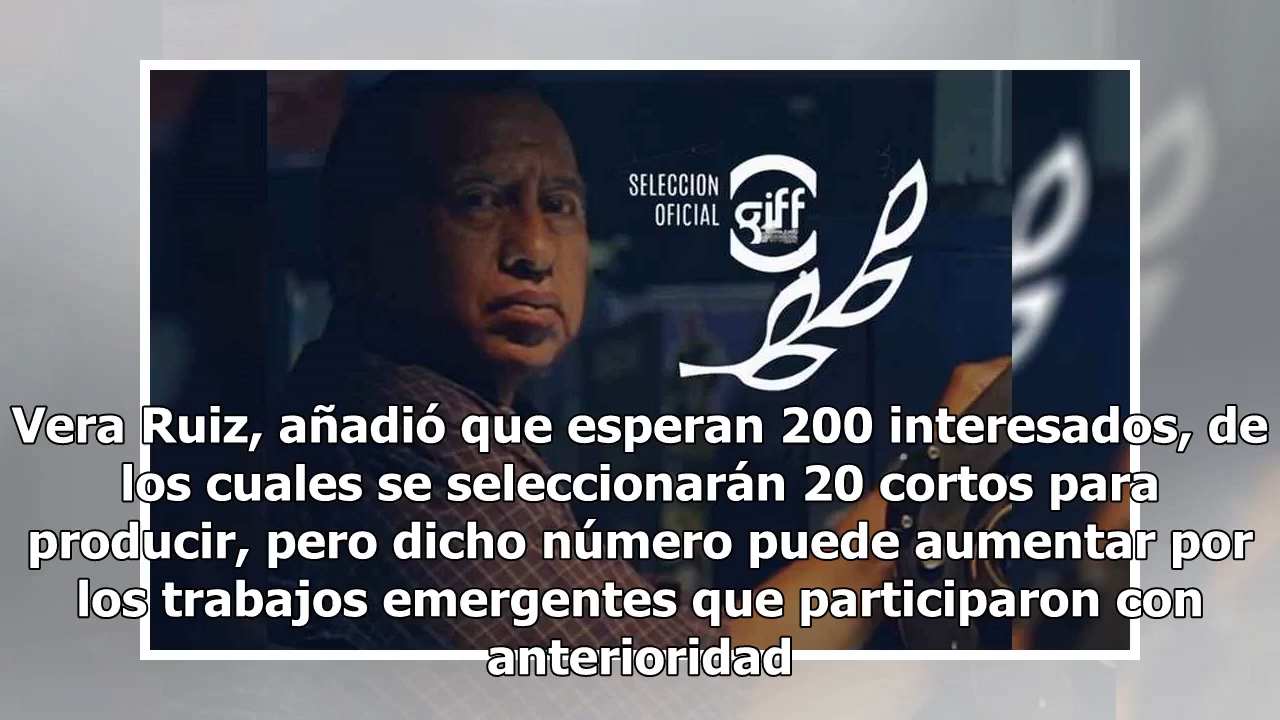 SELECCION
OFICIAL
giff
Vera Ruiz, añadió que esperan 200 interesados, de
los cuales se seleccionarán 20 cortos para
producir, pero dicho número puede aumentar por
los trabajos emergentes que participaron con
anterioridad